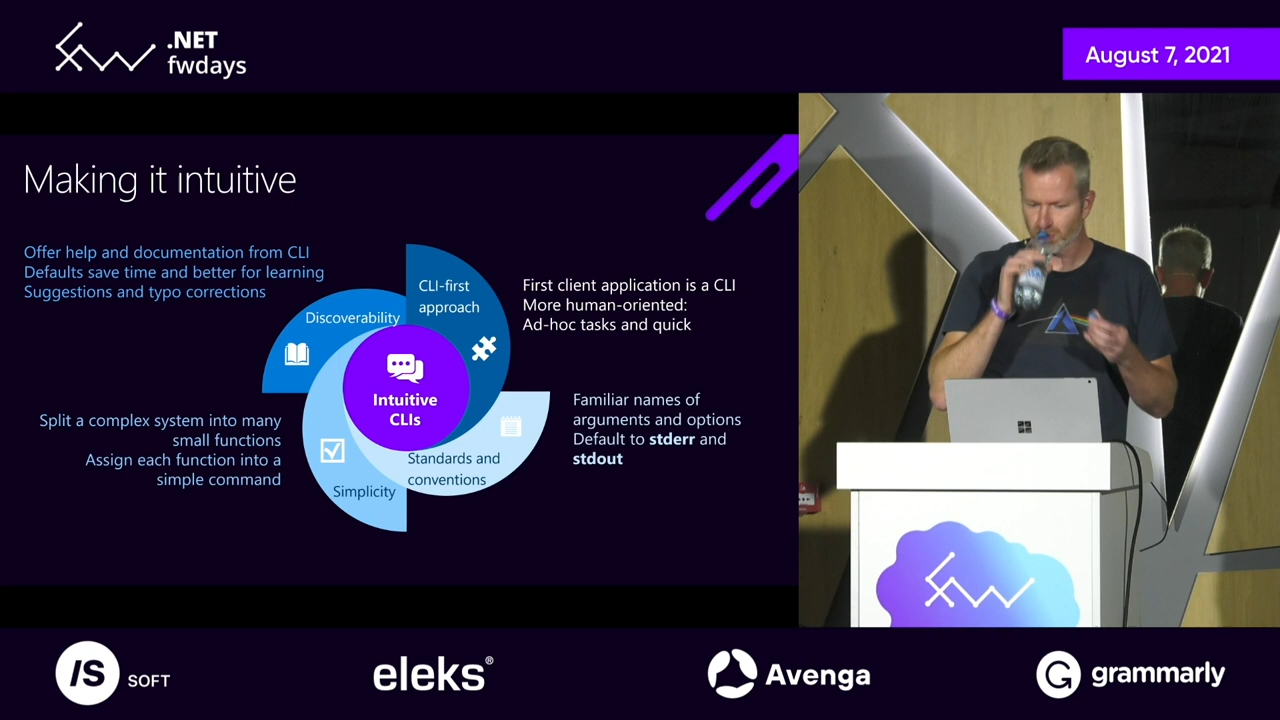 .NET
fwdays
August 7, 2021
Making it intuitive
Offer help and documentation from CLI
Defaults save time and better for learning
Suggestions and typo corrections
Discoverability
CLI-first
approach
First client application is a CLI
More human-oriented:
Ad-hoc tasks and quick
Intuitive
CLIs
Split a complex system into many
small functions
Assign each function into a
simple command
Simplicity
Standards and
conventions
Familiar names of
arguments and options
Default to stderr and
stdout
IS SOFT
eleks®
Avenga
grammarly